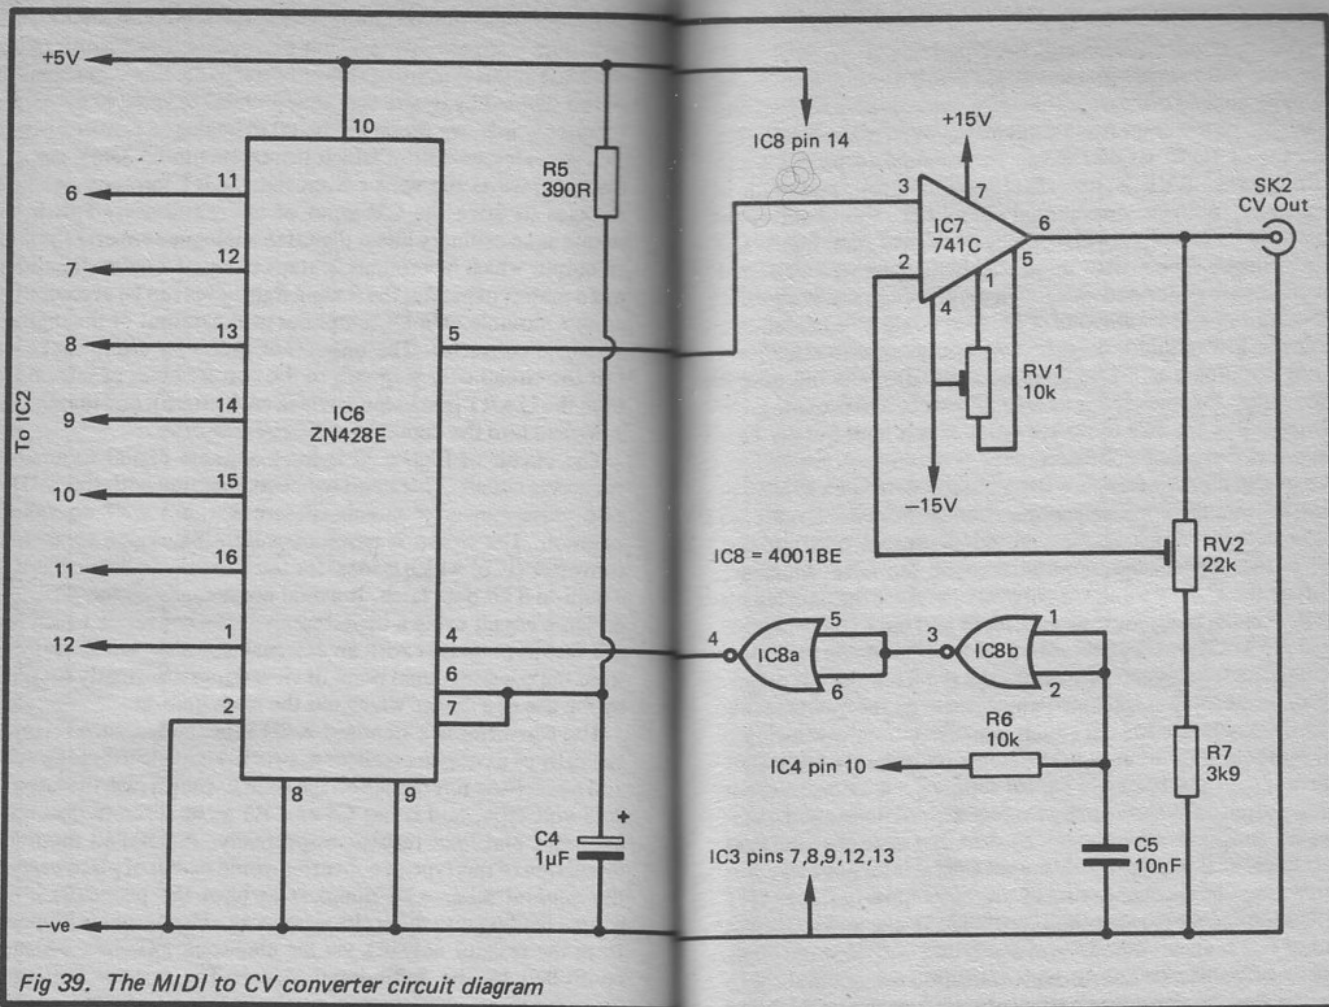 +5V
10
IC8 pin 14
+15V
R5
390R
SK2
CV Out
6
11
3
7
IC7
741C
6
5
7
12
2
4
1
8
13
5
RV1
10k
To IC2
9
14
IC6
ZN428E
10
15
–15V
11
16
IC8 = 4001BE
RV2
22k
12
1
4
4
5
IC8a
6
3
1
IC8b
2
6
7
2
R6
10k
R7
3k9
IC4 pin 10
8
9
C4
1µF
+
IC3 pins 7,8,9,12,13
C5
10nF
–ve
Fig 39. The MIDI to CV converter circuit diagram